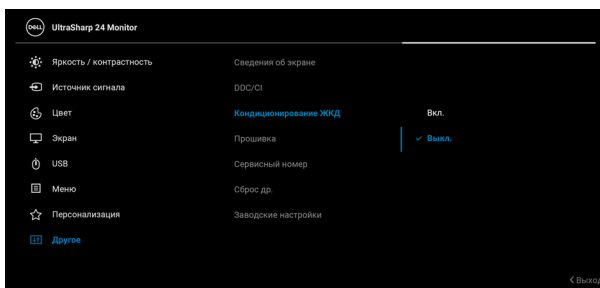 DELL UltraSharp 24 Monitor
Яркость / контрастность Сведения об экране
Источник сигнала DDC/CI
Цвет Кондиционирование ЖКД Вкл.
Экран Прошивка Выкл.
USB Сервисный номер
Меню Сброс др.
Персонализация Заводские настройки
Другое
Выход